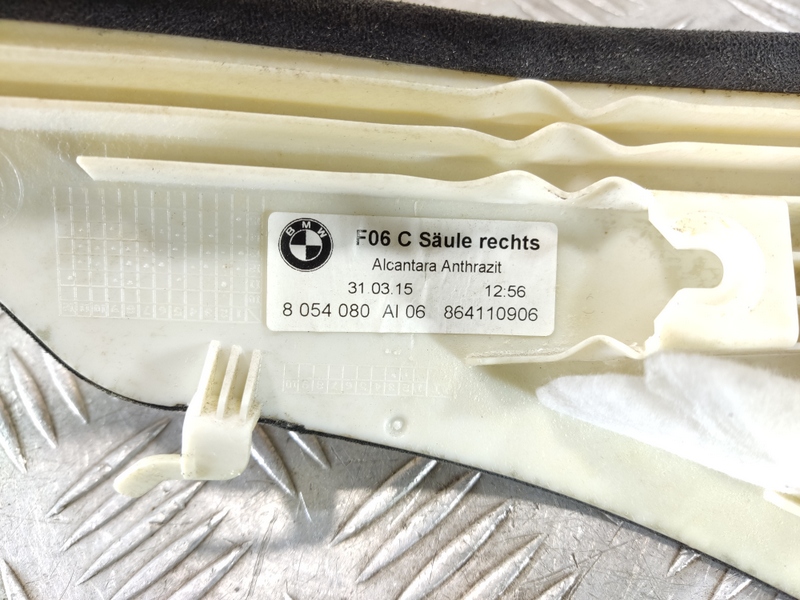 BMW
F06 C Säule rechts
Alcantara Anthrazit
31.03.15 12:56
8 054 080 AI 06 864110906